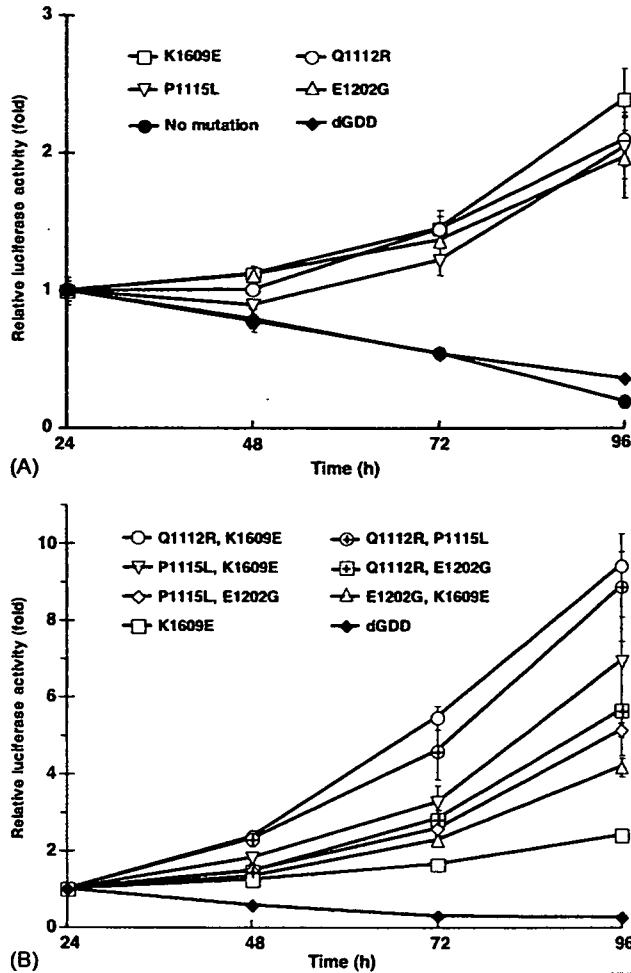 3
2
1
0
Relative luciferase activity (fold)
K1609E
Q1112R
P1115L
E1202G
No mutation
dGDD
24
48
72
96
Time (h)
(A)
10
8
6
4
2
0
Relative luciferase activity (fold)
Q1112R, K1609E
Q1112R, P1115L
P1115L, K1609E
Q1112R, E1202G
P1115L, E1202G
E1202G, K1609E
K1609E
dGDD
24
48
72
96
Time (h)
(B)